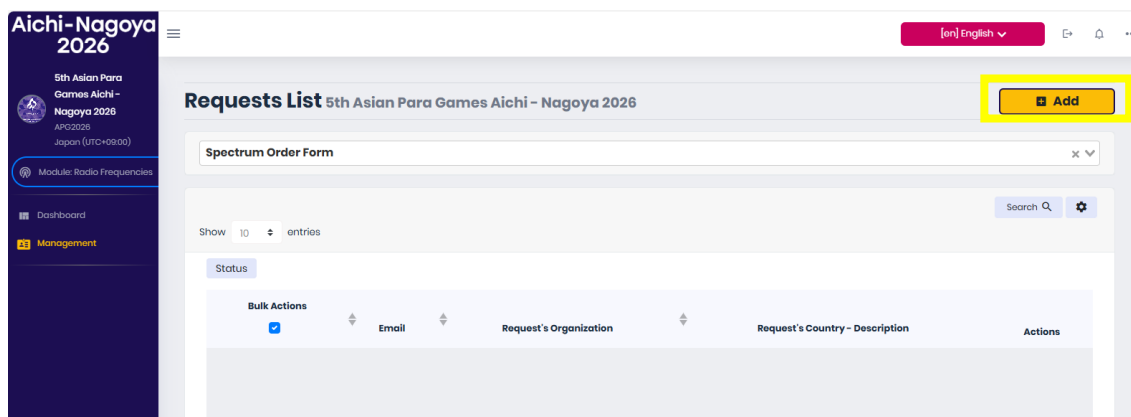 Aichi-Nagoya
2026
[en] English
5th Asian Para
Games Aichi -
Nagoya 2026
APG2026
Japan (UTC+09:00)
Module: Radio Frequencies
Dashboard
Management
Requests List 5th Asian Para Games Aichi - Nagoya 2026
Add
Spectrum Order Form
Search
Show 10 entries
Status
Bulk Actions
Email
Request's Organization
Request's Country - Description
Actions